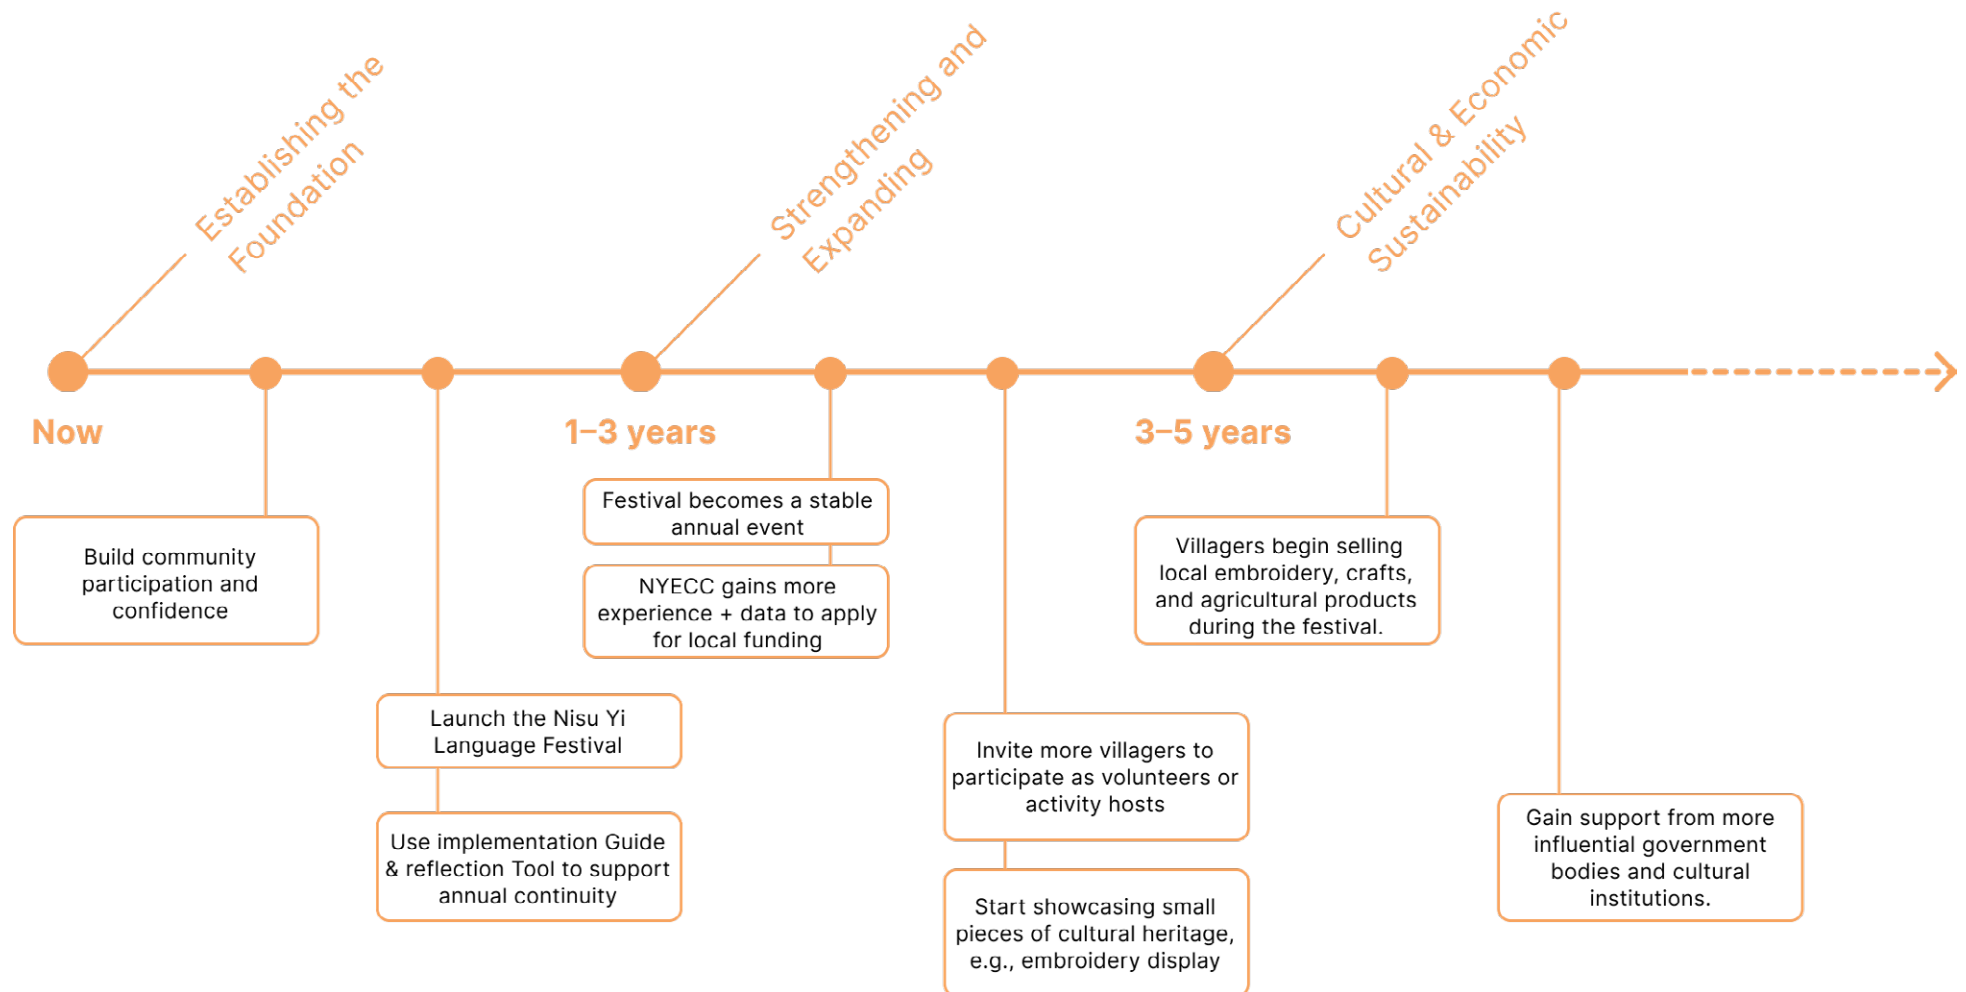 Establishing the
Foundation
Strengthening and
Expanding
Cultural & Economic
Sustainability
Now
1–3 years
3–5 years
Build community
participation and
confidence
Launch the Nisu Yi
Language Festival
Use implementation Guide
& reflection Tool to support
annual continuity
Festival becomes a stable
annual event
NYECC gains more
experience + data to apply
for local funding
Invite more villagers to
participate as volunteers or
activity hosts
Start showcasing small
pieces of cultural heritage,
e.g., embroidery display
Villagers begin selling
local embroidery, crafts,
and agricultural products
during the festival.
Gain support from more
influential government
bodies and cultural
institutions.